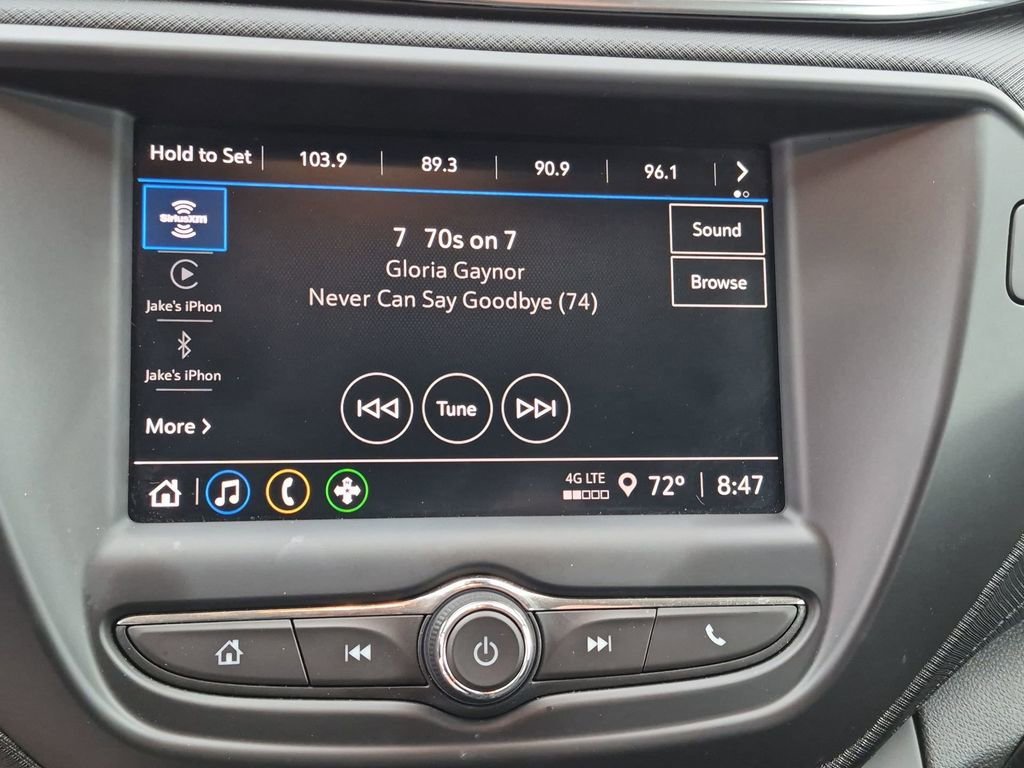 Hold to Set 103.9 89.3 90.9 96.1
SiriusXM
7 70s on 7
Sound
Gloria Gaynor
Browse
Jake's iPhon
Never Can Say Goodbye (74)
Jake's iPhon
Tune
More
4G LTE 72° 8:47